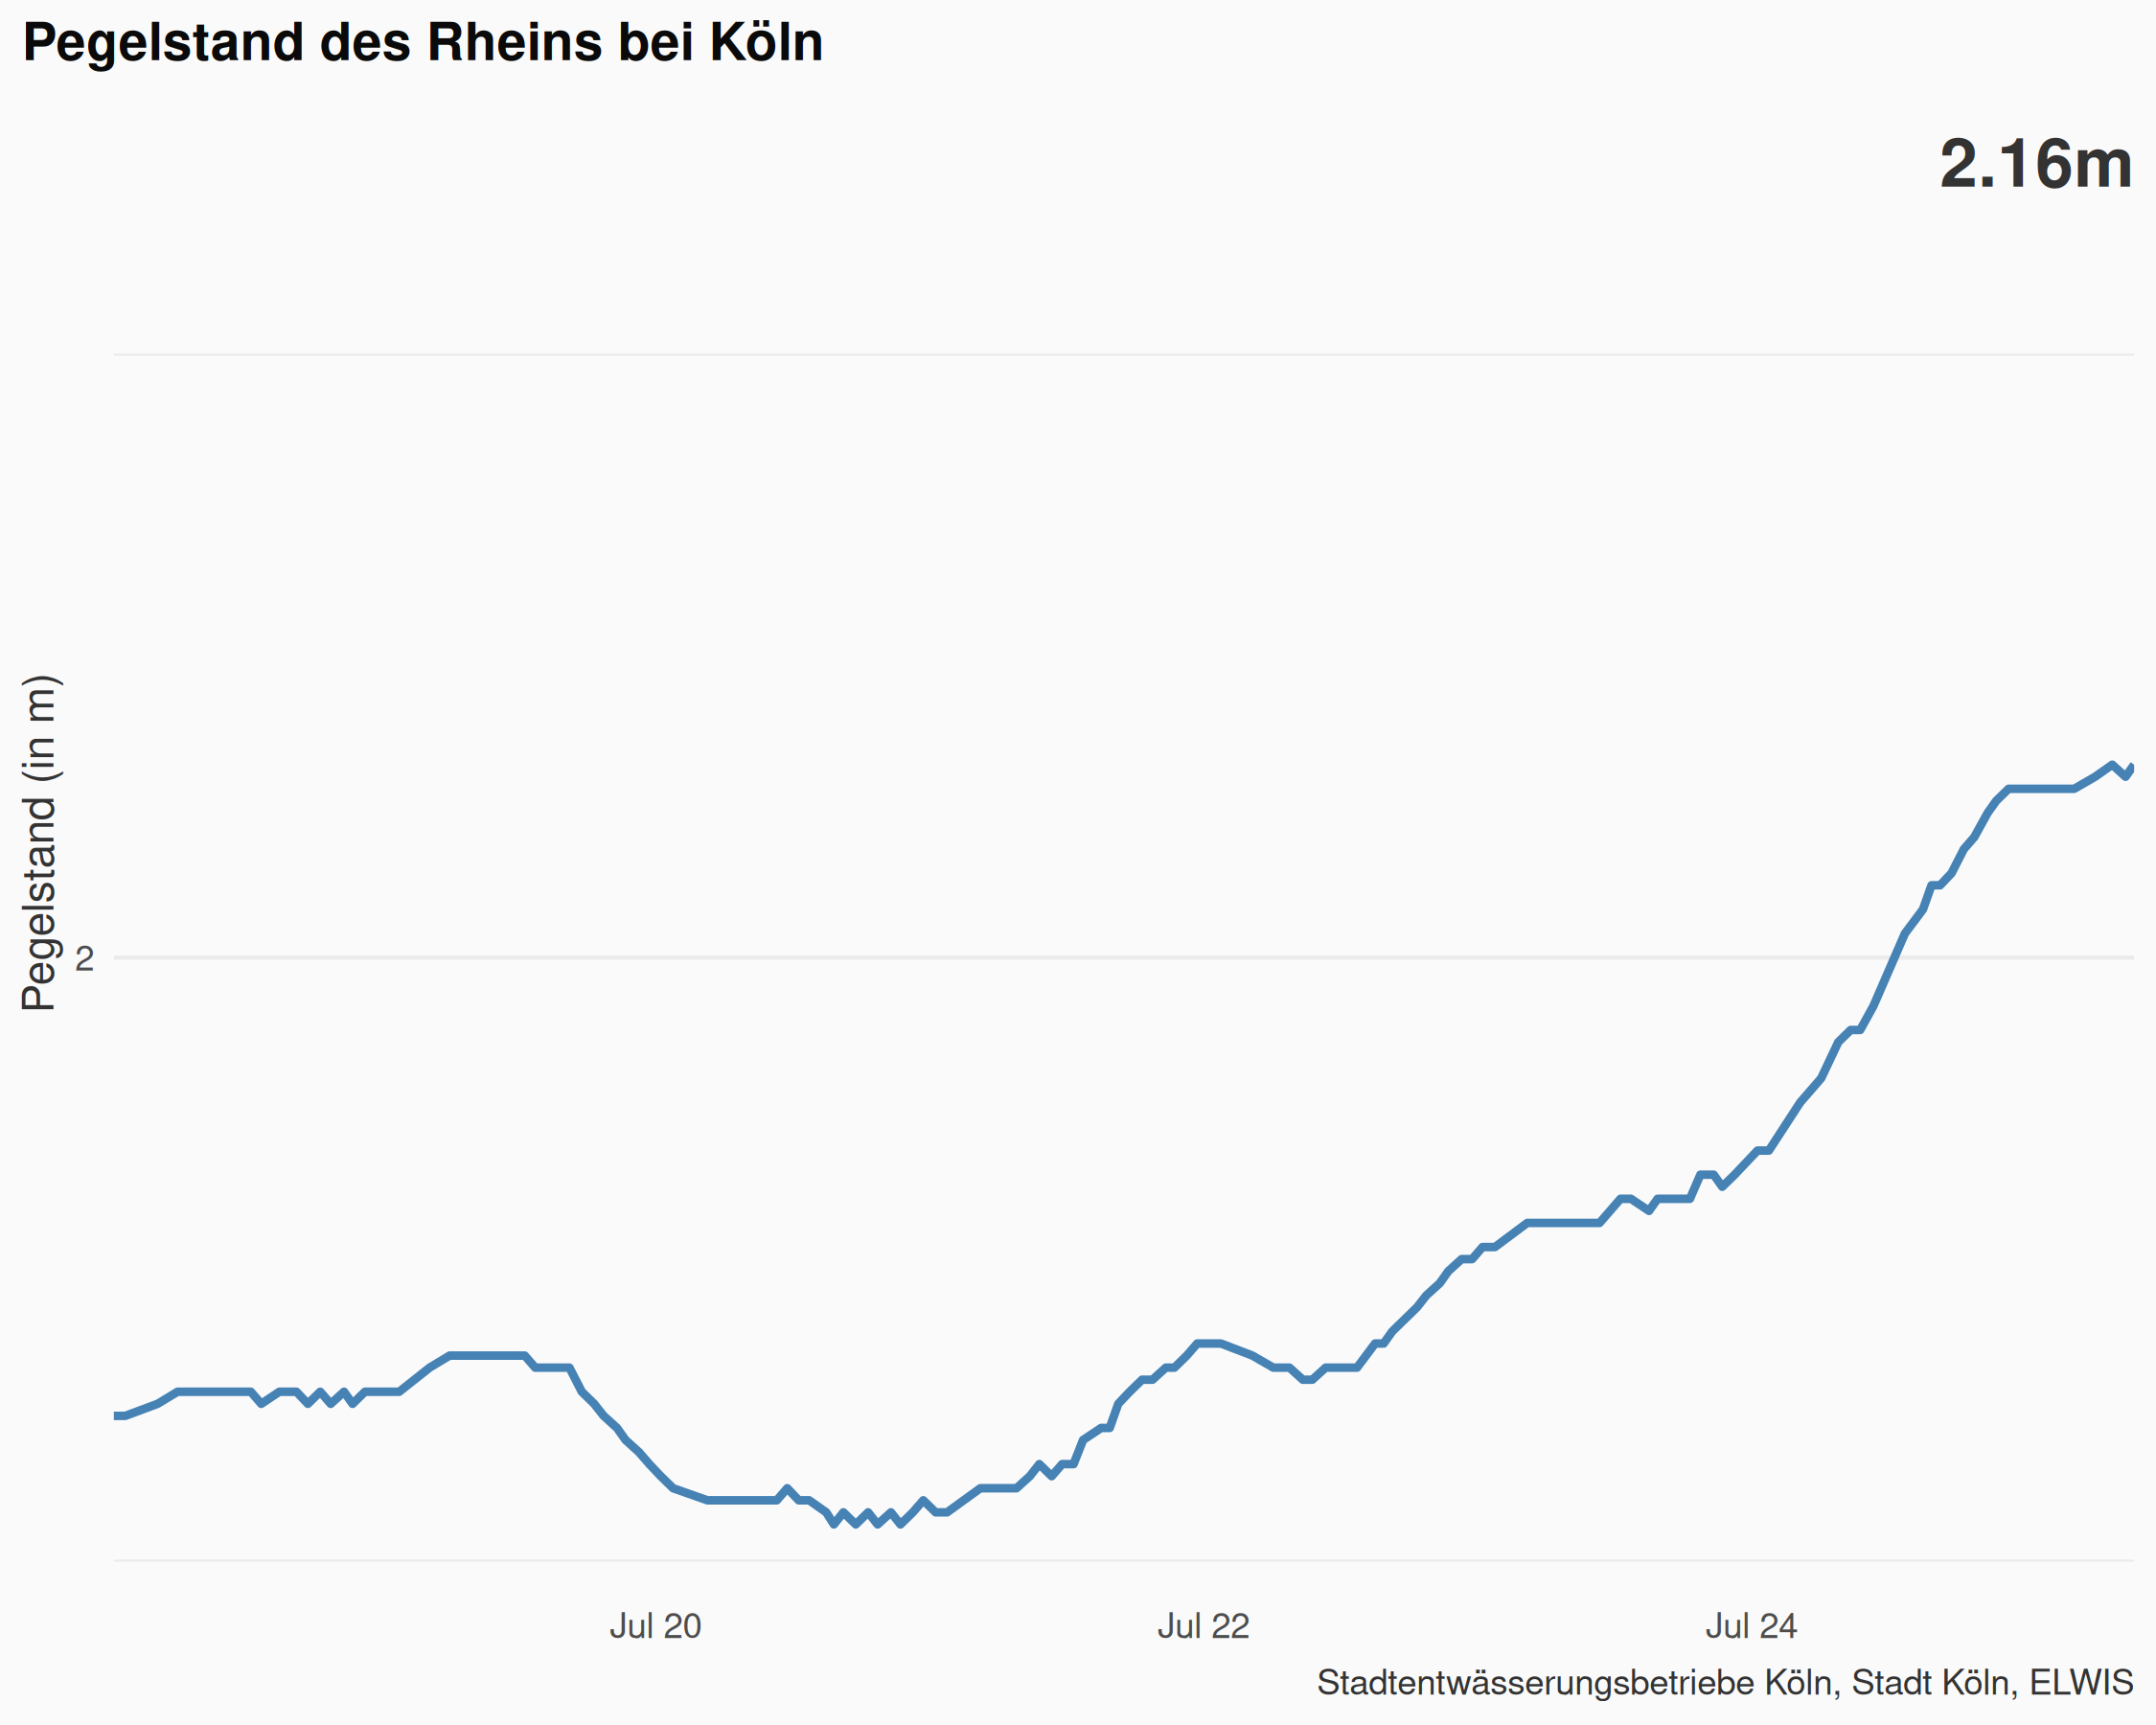 Pegelstand des Rheins bei Köln
2.16m
Pegelstand (in m)
2
Jul 20
Jul 22
Jul 24
Stadtentwässerungsbetriebe Köln, Stadt Köln, ELWIS